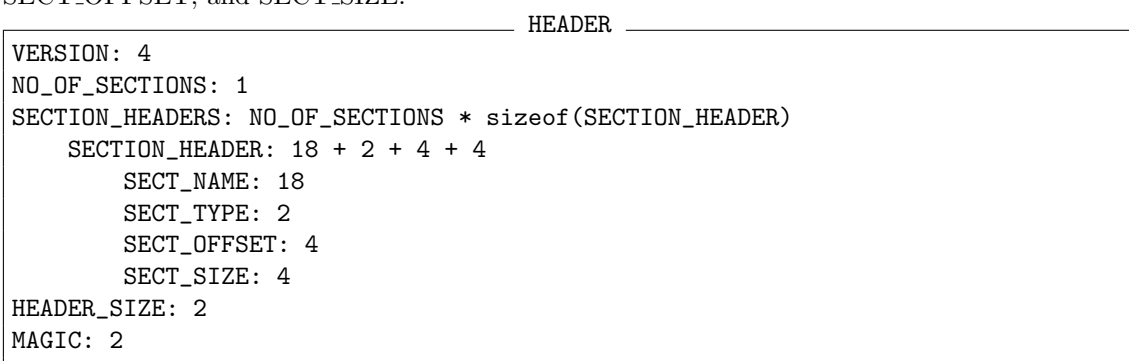 SECT_OFFSET, and SECT_SIZE.
HEADER
VERSION: 4
NO_OF_SECTIONS: 1
SECTION_HEADERS: NO_OF_SECTIONS * sizeof(SECTION_HEADER)
    SECTION_HEADER: 18 + 2 + 4 + 4
        SECT_NAME: 18
        SECT_TYPE: 2
        SECT_OFFSET: 4
        SECT_SIZE: 4
HEADER_SIZE: 2
MAGIC: 2